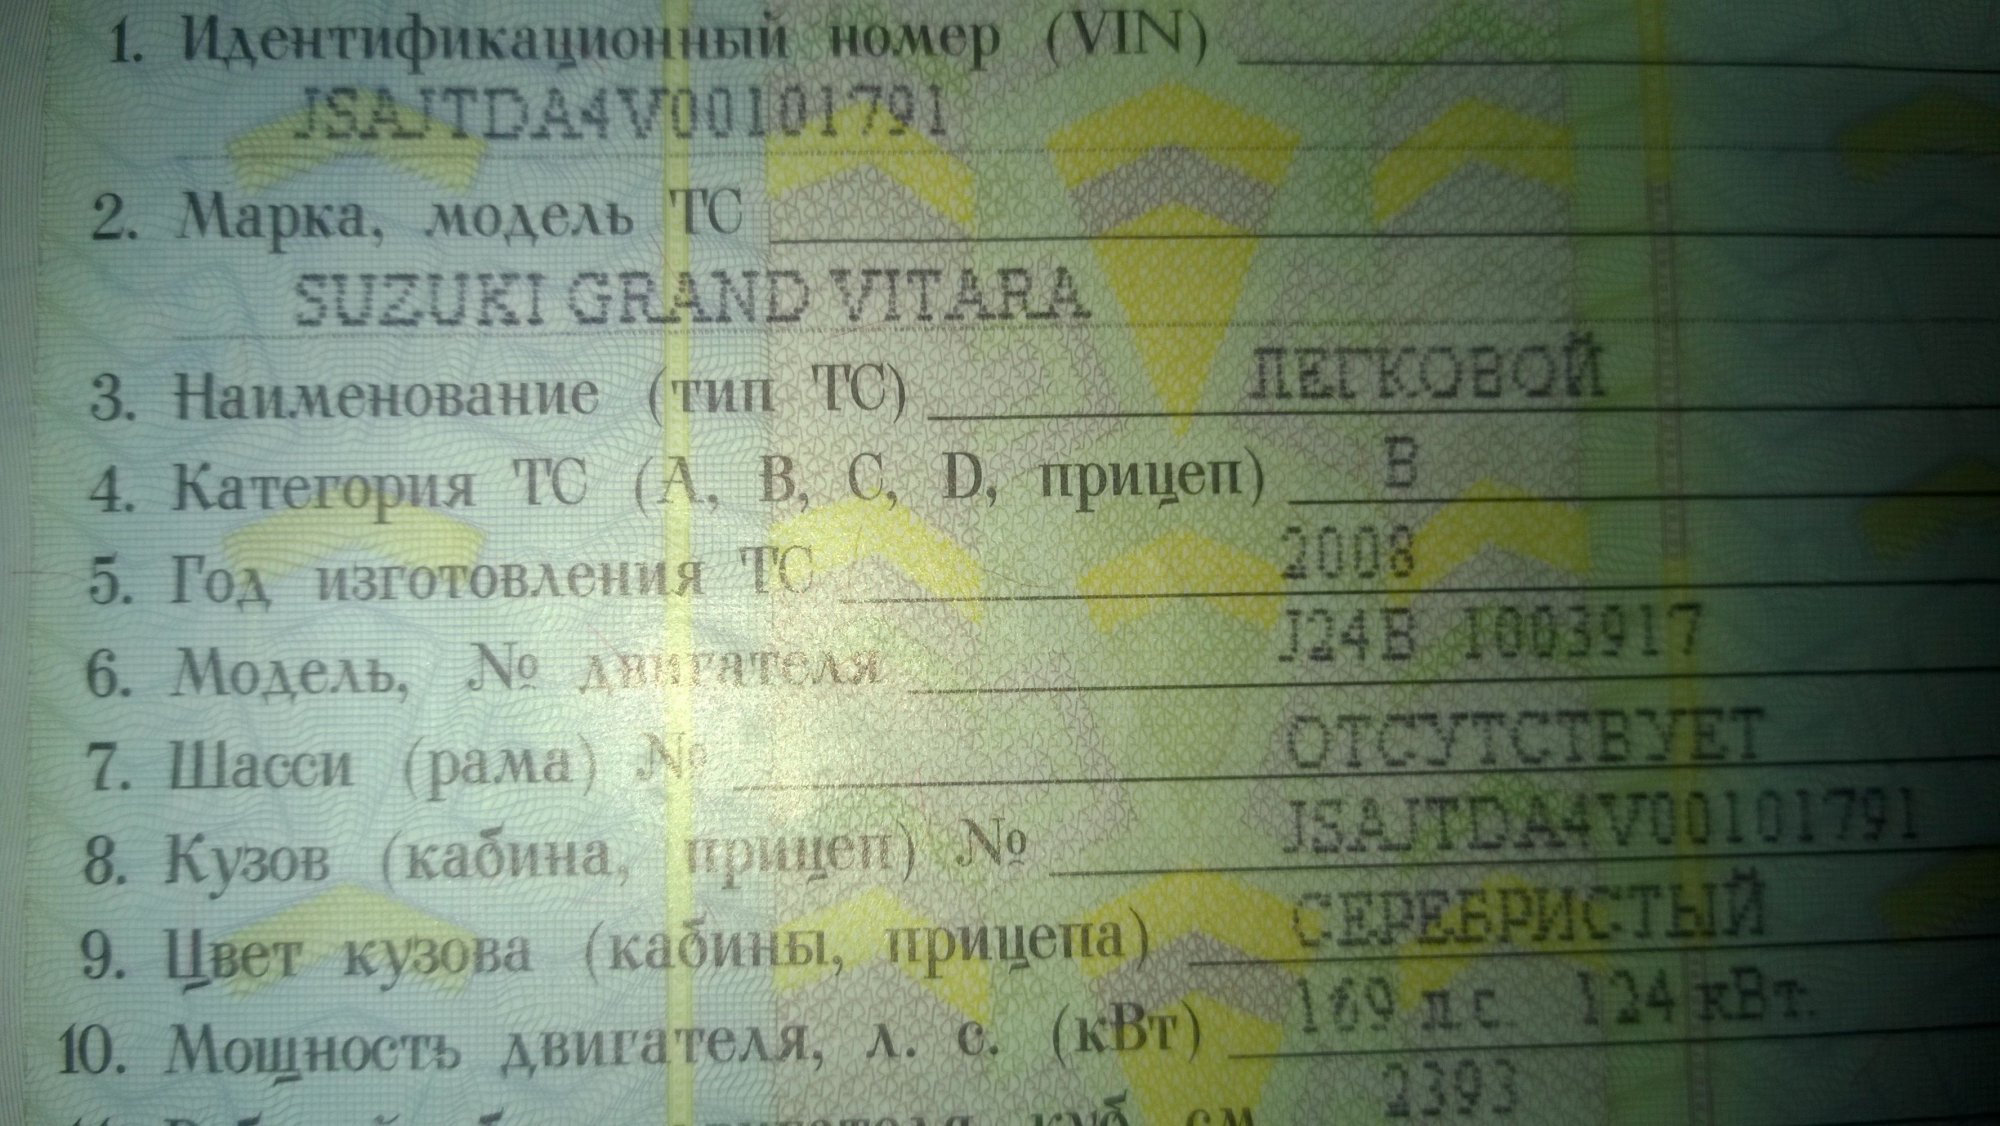 1. Идентификационный номер (VIN)
JSAJTDA4V00101791
2. Марка, модель ТС
SUZUKI GRAND VITARA
3. Наименование (тип ТС) ЛЕГКОВОЙ
4. Категория ТС (A, B, C, D, прицеп) B
5. Год изготовления ТС 2008
6. Модель, № двигателя J24B 1003917
7. Шасси (рама) № ОТСУТСТВУЕТ
8. Кузов (кабина, прицеп) № JSAJTDA4V00101791
9. Цвет кузова (кабины, прицепа) СЕРЕБРИСТЫЙ
10. Мощность двигателя, л. с. (кВт) 169 л.с. 124 кВт.
куб. см 2393